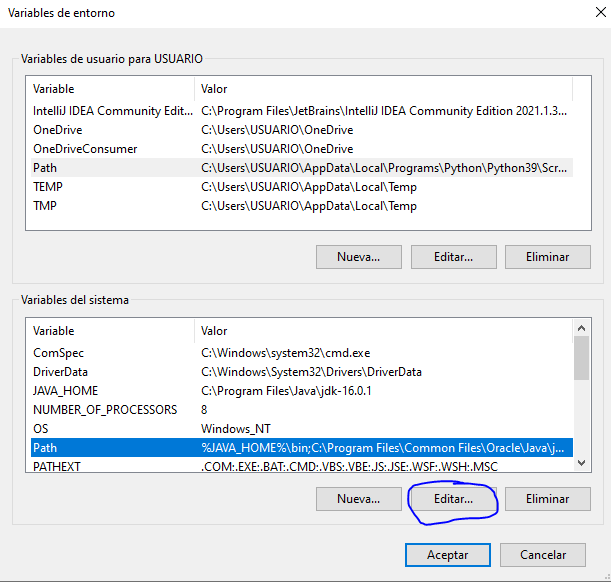 Variables de entorno
Variables de usuario para USUARIO
Variable Valor
IntelliJ IDEA Community Edit... C:\Program Files\JetBrains\IntelliJ IDEA Community Edition 2021.1.3...
OneDrive C:\Users\USUARIO\OneDrive
OneDriveConsumer C:\Users\USUARIO\OneDrive
Path C:\Users\USUARIO\AppData\Local\Programs\Python\Python39\Scr...
TEMP C:\Users\USUARIO\AppData\Local\Temp
TMP C:\Users\USUARIO\AppData\Local\Temp
Nueva... Editar... Eliminar
Variables del sistema
Variable Valor
ComSpec C:\Windows\system32\cmd.exe
DriverData C:\Windows\System32\Drivers\DriverData
JAVA_HOME C:\Program Files\Java\jdk-16.0.1
NUMBER_OF_PROCESSORS 8
OS Windows_NT
Path %JAVA_HOME%\bin;C:\Program Files\Common Files\Oracle\Java\j...
PATHEXT .COM;.EXE;.BAT;.CMD;.VBS;.VBE;.JS;.JSE;.WSF;.WSH;.MSC
Nueva... Editar... Eliminar
Aceptar Cancelar